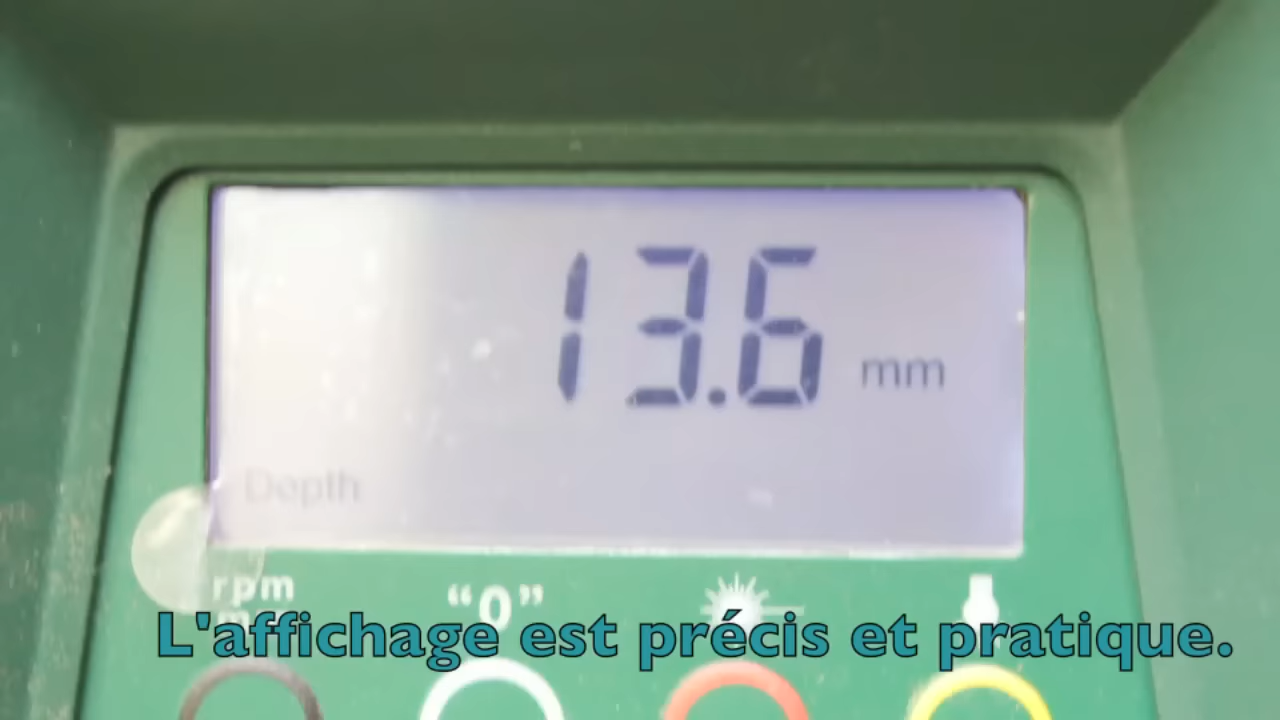 13.6 mm
Depth
rpm
“0”
L'affichage est précis et pratique.